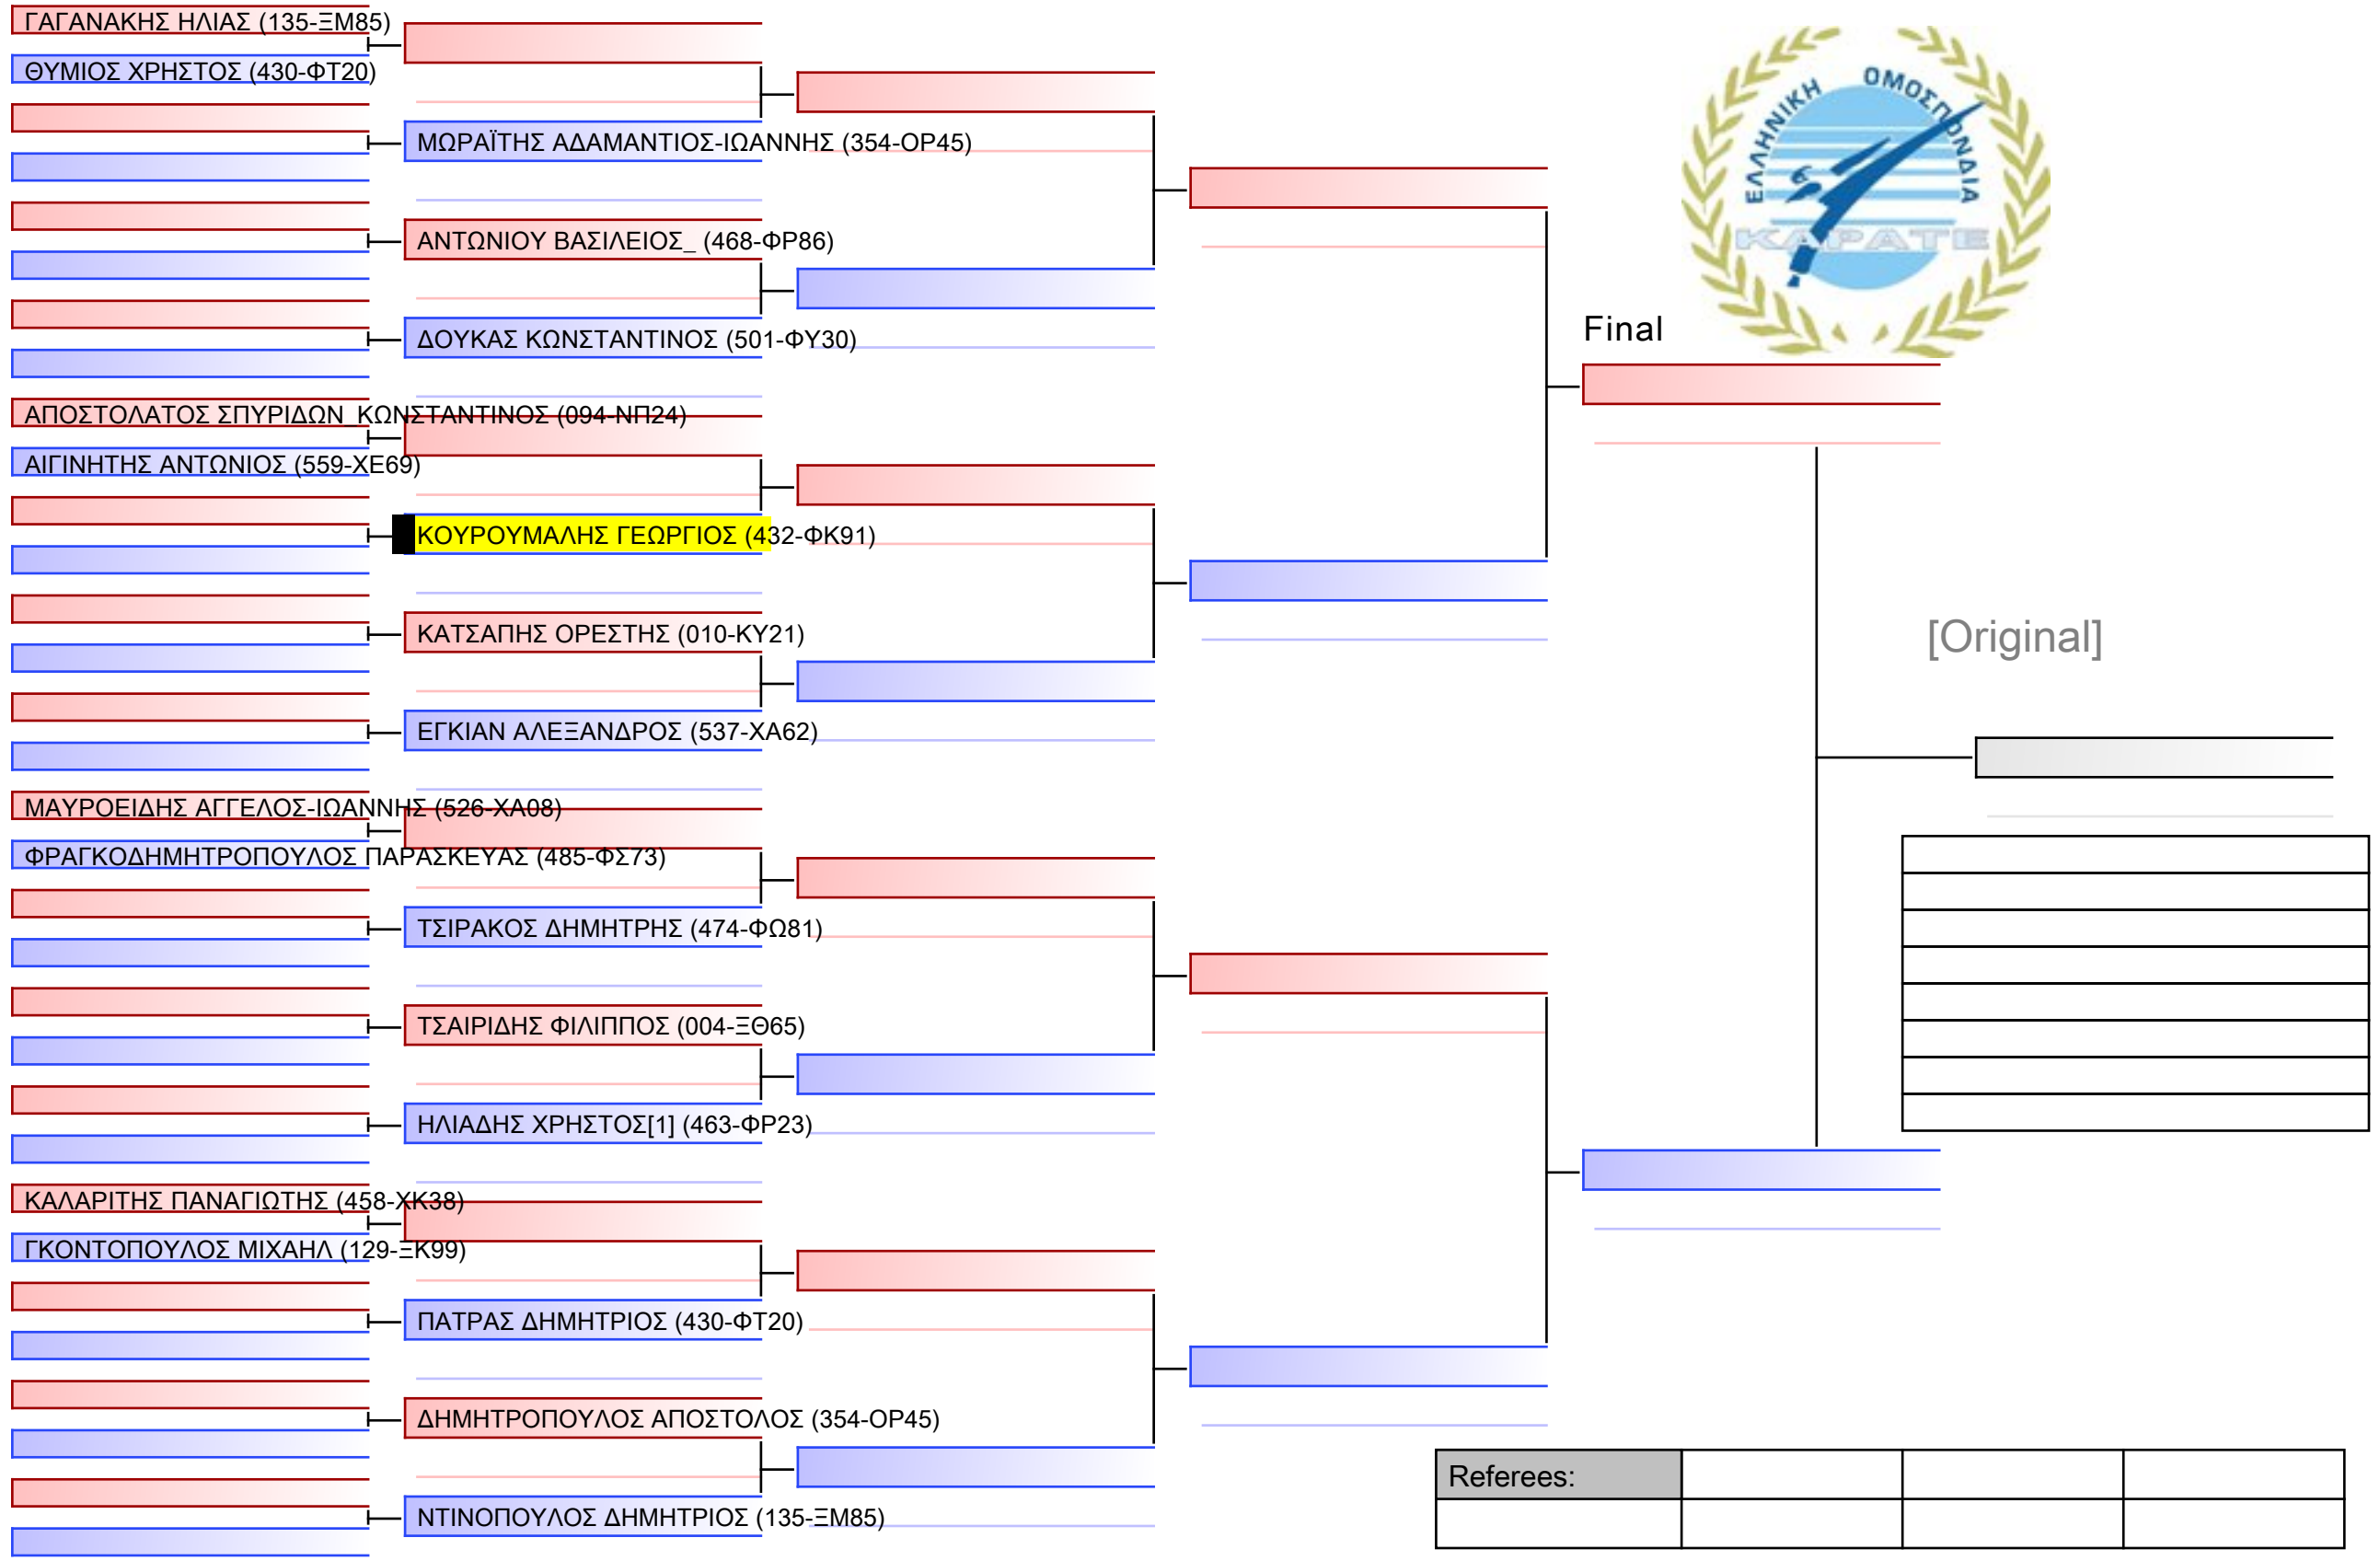 ΓΑΓΑΝΑΚΗΣ ΗΛΙΑΣ (135-ΞΜ85)
ΘΥΜΙΟΣ ΧΡΗΣΤΟΣ (430-ΦΤ20)
ΜΩΡΑΪΤΗΣ ΑΔΑΜΑΝΤΙΟΣ-ΙΩΑΝΝΗΣ (354-ΟΡ45)
ΑΝΤΩΝΙΟΥ ΒΑΣΙΛΕΙΟΣ_ (468-ΦΡ86)
ΔΟΥΚΑΣ ΚΩΝΣΤΑΝΤΙΝΟΣ (501-ΦΥ30)
ΑΠΟΣΤΟΛΑΤΟΣ ΣΠΥΡΙΔΩΝ_ΚΩΝΣΤΑΝΤΙΝΟΣ (094-ΝΠ24)
ΑΙΓΙΝΗΤΗΣ ΑΝΤΩΝΙΟΣ (559-ΧΕ69)
ΚΟΥΡΟΥΜΑΛΗΣ ΓΕΩΡΓΙΟΣ (432-ΦΚ91)
ΚΑΤΣΑΠΗΣ ΟΡΕΣΤΗΣ (010-ΚΥ21)
ΕΓΚΙΑΝ ΑΛΕΞΑΝΔΡΟΣ (537-ΧΑ62)
ΜΑΥΡΟΕΙΔΗΣ ΑΓΓΕΛΟΣ-ΙΩΑΝΝΗΣ (526-ΧΑ08)
ΦΡΑΓΚΟΔΗΜΗΤΡΟΠΟΥΛΟΣ ΠΑΡΑΣΚΕΥΑΣ (485-ΦΣ73)
ΤΣΙΡΑΚΟΣ ΔΗΜΗΤΡΗΣ (474-ΦΩ81)
ΤΣΑΙΡΙΔΗΣ ΦΙΛΙΠΠΟΣ (004-ΞΘ65)
ΗΛΙΑΔΗΣ ΧΡΗΣΤΟΣ[1] (463-ΦΡ23)
ΚΑΛΑΡΙΤΗΣ ΠΑΝΑΓΙΩΤΗΣ (458-ΧΚ38)
ΓΚΟΝΤΟΠΟΥΛΟΣ ΜΙΧΑΗΛ (129-ΞΚ99)
ΠΑΤΡΑΣ ΔΗΜΗΤΡΙΟΣ (430-ΦΤ20)
ΔΗΜΗΤΡΟΠΟΥΛΟΣ ΑΠΟΣΤΟΛΟΣ (354-ΟΡ45)
ΝΤΙΝΟΠΟΥΛΟΣ ΔΗΜΗΤΡΙΟΣ (135-ΞΜ85)
ΕΛΛΗΝΙΚΗ ΟΜΟΣΠΟΝΔΙΑ
ΚΑΡΑΤΕ
Final
[Original]
Referees: